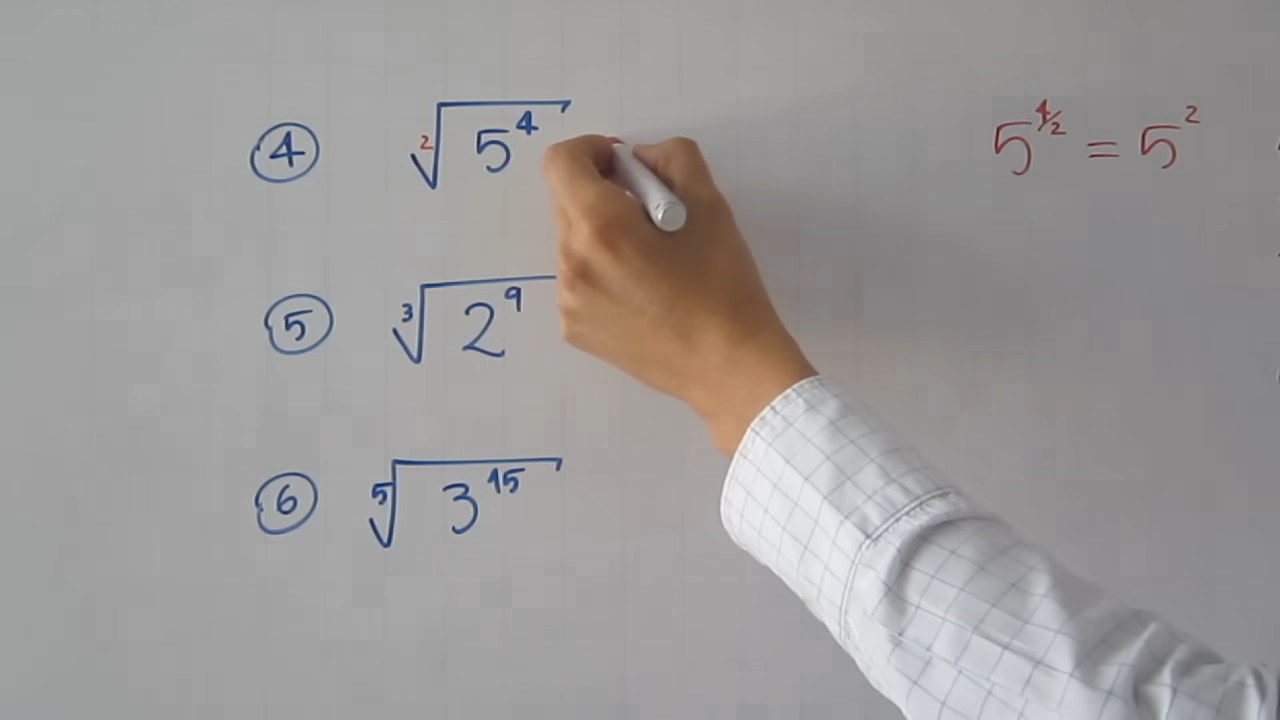 ④ ²√5⁴ 5^4/2 = 5²
⑤ ³√2⁹
⑥ ⁵√3¹⁵